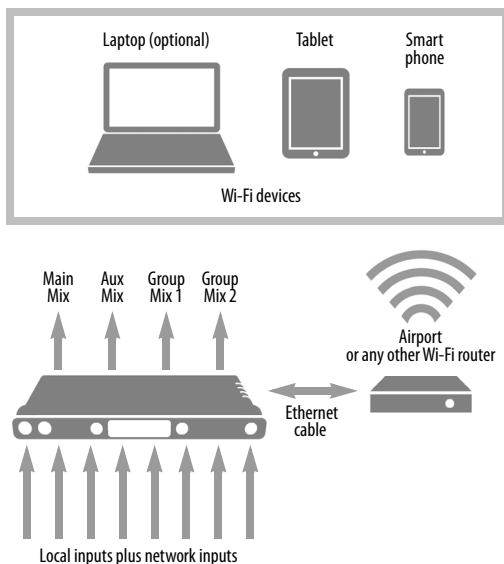 Laptop (optional)
Tablet
Smart
phone
Wi-Fi devices
Main
Mix
Aux
Mix
Group
Mix 1
Group
Mix 2
Airport
or any other Wi-Fi router
Ethernet
cable
Local inputs plus network inputs